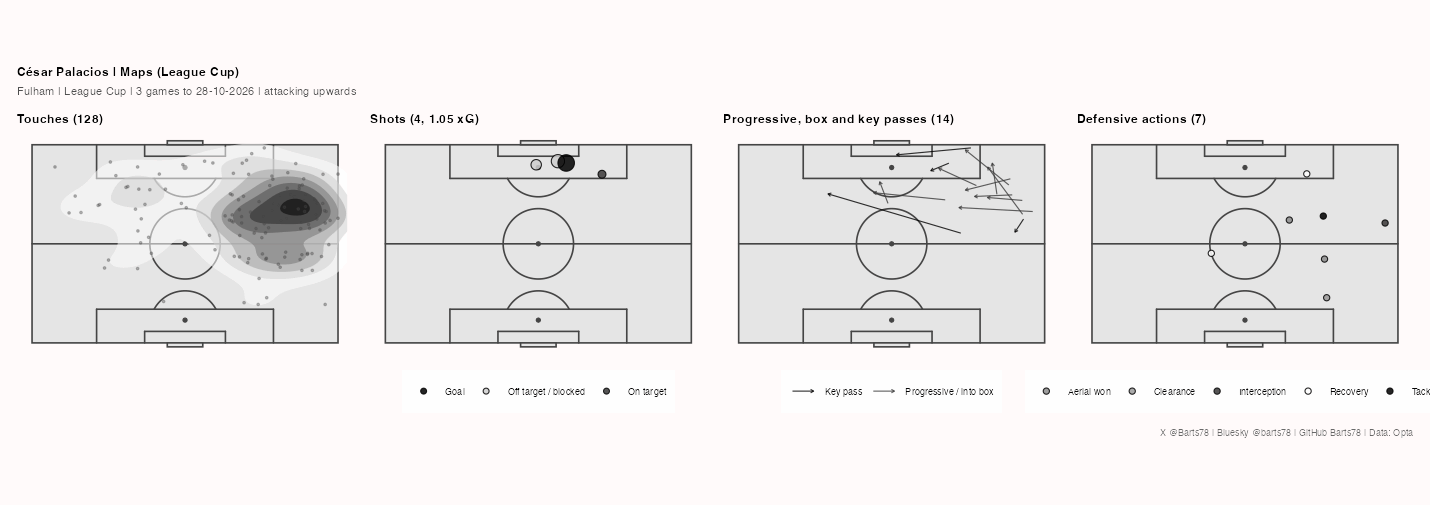 César Palacios | Maps (League Cup)
Fulham | League Cup | 3 games to 28-10-2026 | attacking upwards
Touches (128)
Shots (4, 1.05 xG)
Progressive, box and key passes (14)
Defensive actions (7)
Goal
Off target / blocked
On target
Key pass
Progressive / into box
Aerial won
Clearance
Interception
Recovery
Tack
X @Barts78 | Bluesky @barts78 | GitHub Barts78 | Data: Opta